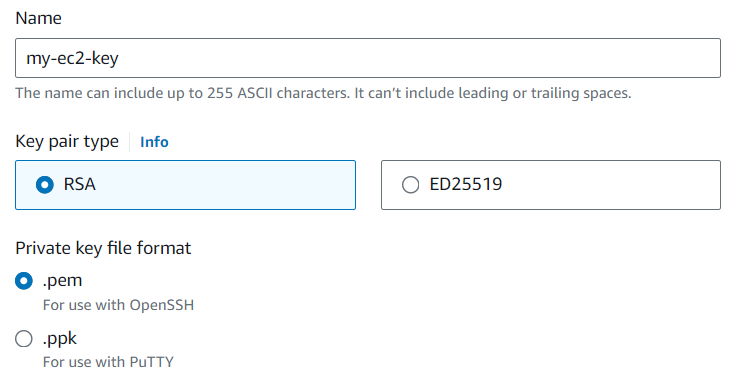 Name
my-ec2-key
The name can include up to 255 ASCII characters. It can't include leading or trailing spaces.
Key pair type Info
RSA ED25519
Private key file format
.pem
For use with OpenSSH
.ppk
For use with PuTTY